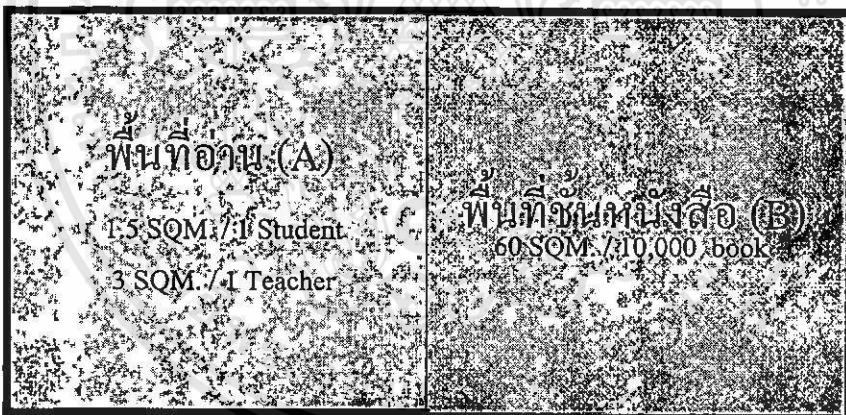 พื้นที่อ่าน (A)
1.5 SQM. / 1 Student
3 SQM. / 1 Teacher
พื้นที่ชั้นหนังสือ (B)
60 SQM. / 10,000 book